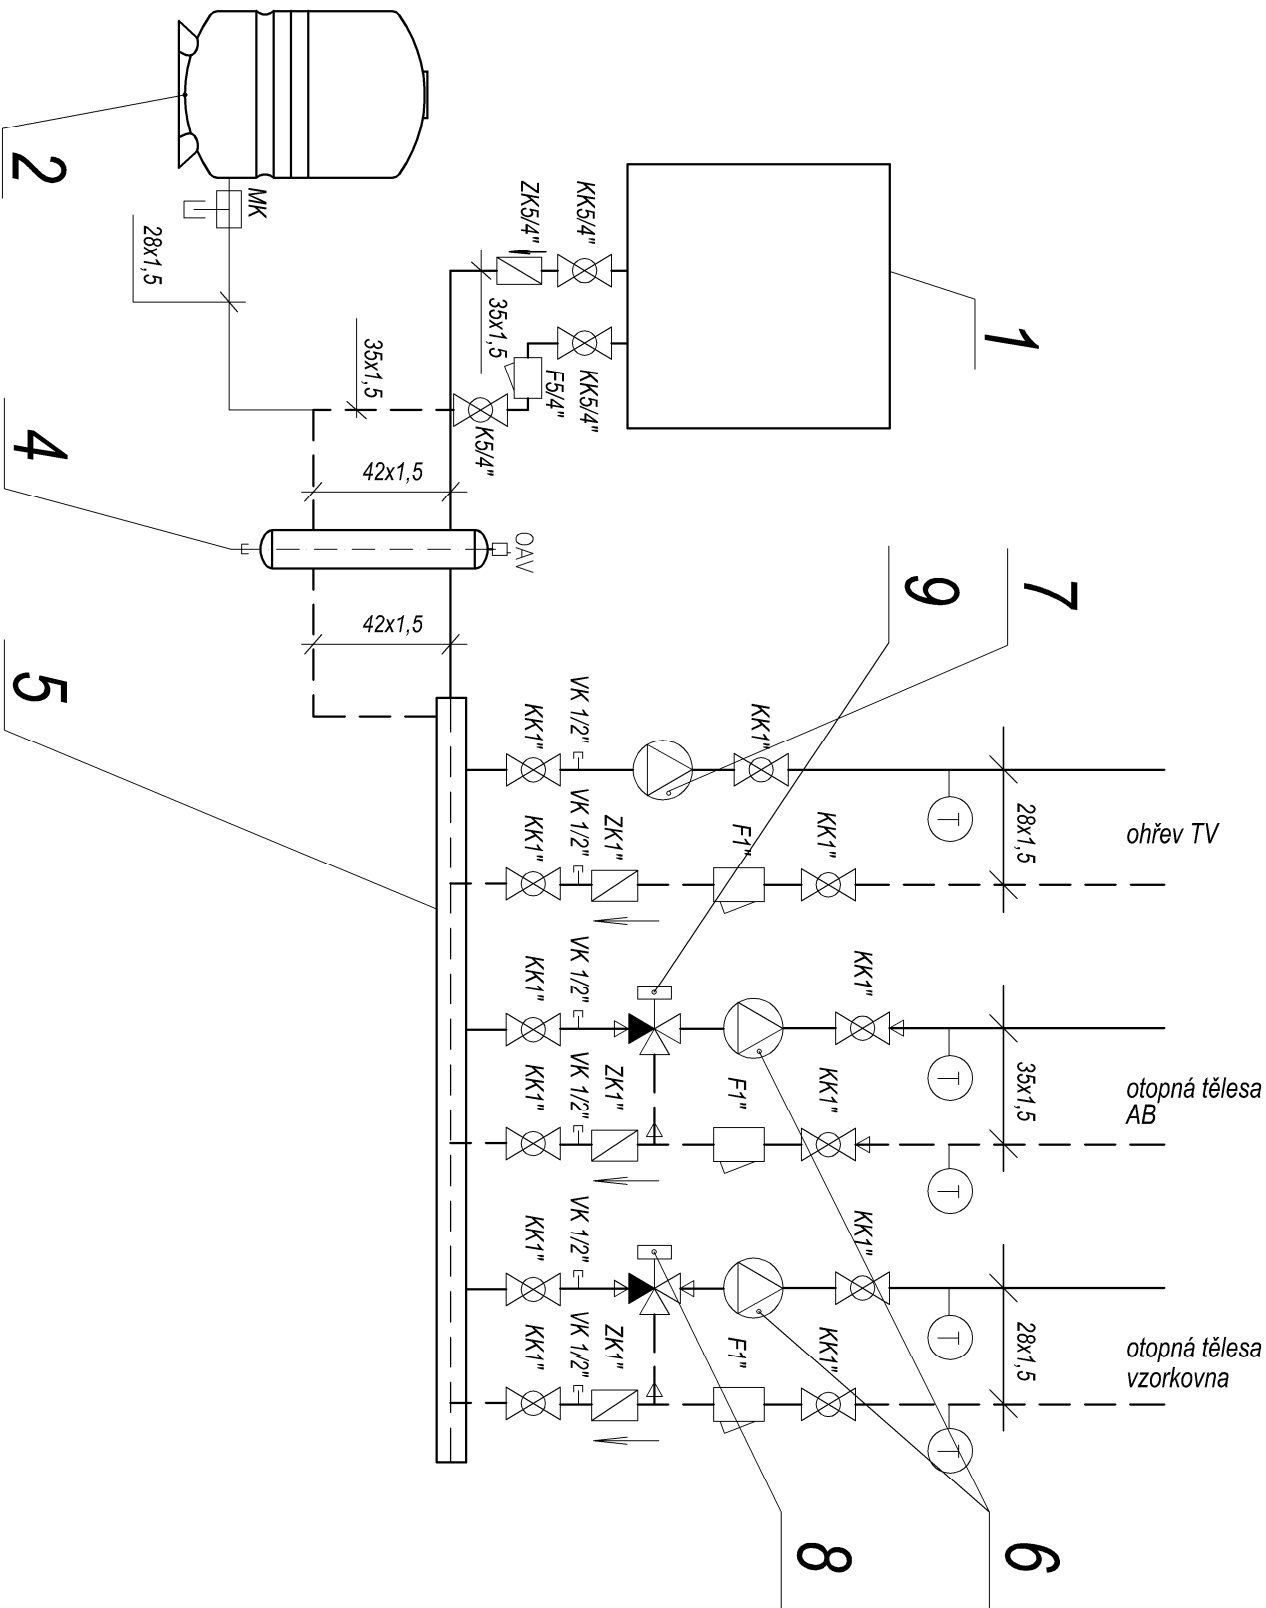 2
MK
28x1,5
ZK5/4"
KK5/4"
1
35x1,5
F5/4"
KK5/4"
35x1,5
K5/4"
4
42x1,5
OAV
42x1,5
5
9
7
KK1"
VK 1/2"
KK1"
T
28x1,5
ohřev TV
KK1"
VK 1/2"
ZK1"
F1"
KK1"
KK1"
VK 1/2"
KK1"
T
35x1,5
otopná tělesa
AB
KK1"
VK 1/2"
ZK1"
F1"
KK1"
T
KK1"
VK 1/2"
KK1"
T
28x1,5
otopná tělesa
vzorkovna
KK1"
VK 1/2"
ZK1"
F1"
KK1"
T
8
6